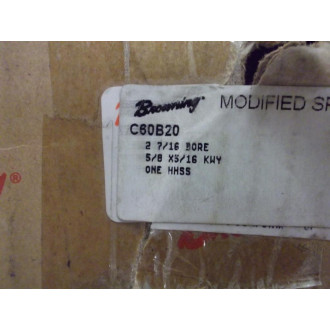 Browning MODIFIED SP
C60B20
2 7/16 BORE
5/8 X5/16 KWY
ONE HHSS